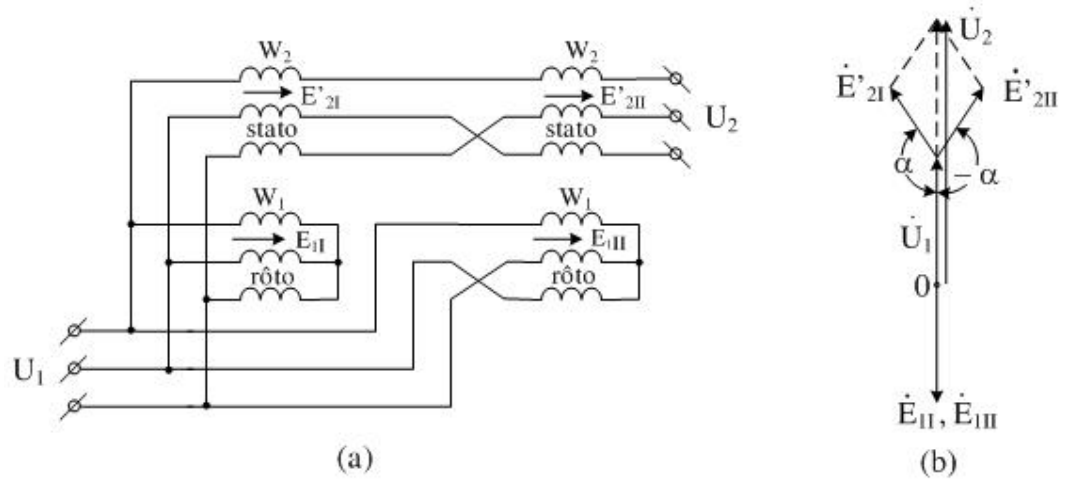 W₂
W₂
E'₂I
E'₂II
stato
stato
U₂
W₁
W₁
E₁I
E₁II
rôto
rôto
U₁
(a)
U̇₂
Ė'₂I
Ė'₂II
α
– α
U̇₁
0
Ė₁I , Ė₁II
(b)